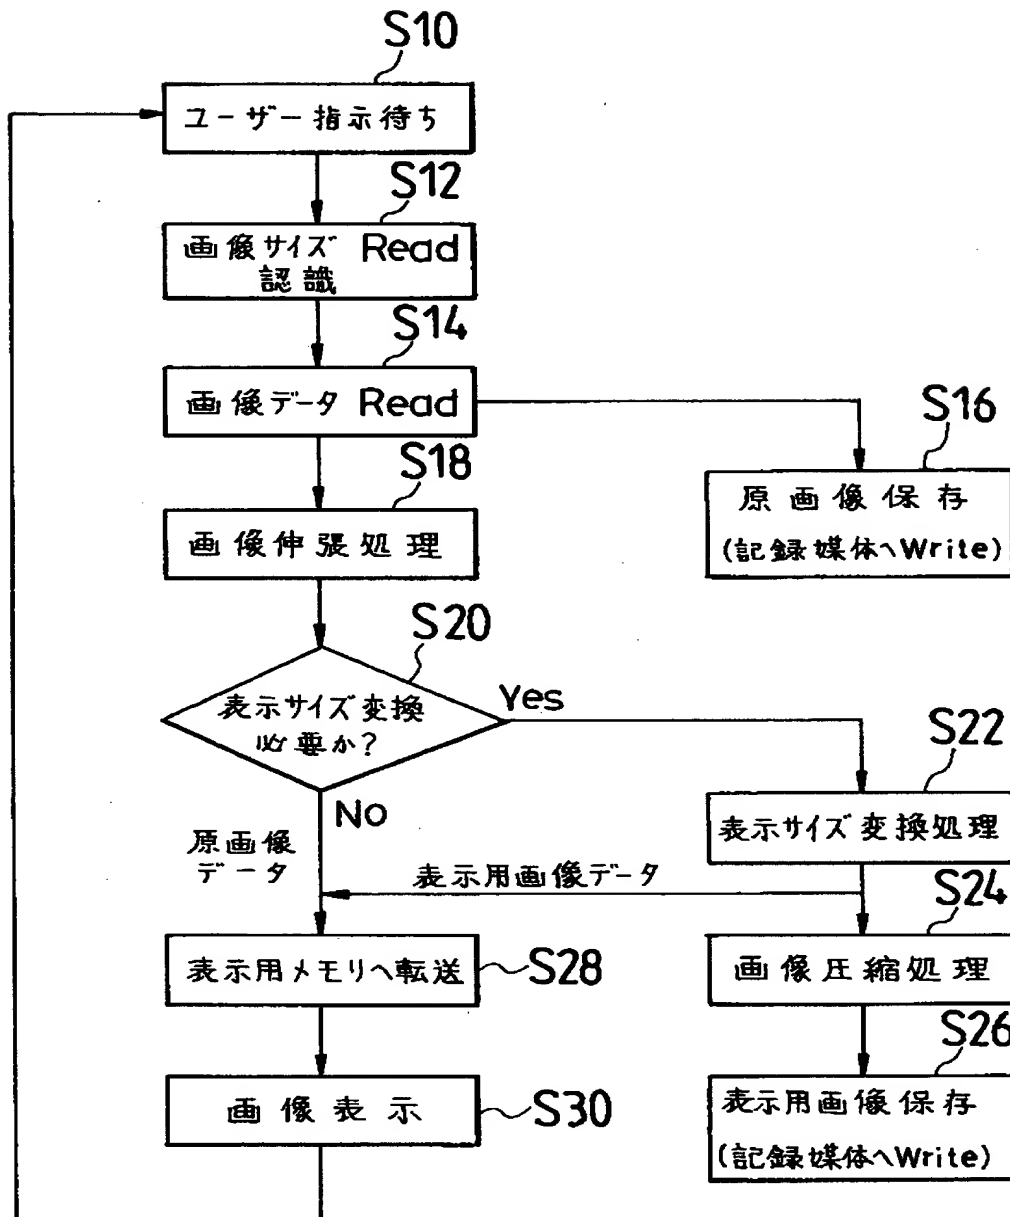 S10
ユーザー指示待ち
S12
画像サイズ Read
認識
S14
画像データ Read
S16
原画像保存
(記録媒体へWrite)
S18
画像伸張処理
S20
表示サイズ変換
必要か?
Yes
No
S22
表示サイズ変換処理
原画像
データ
表示用画像データ
S24
画像圧縮処理
表示用メモリへ転送
S28
S26
表示用画像保存
(記録媒体へWrite)
画像表示
S30